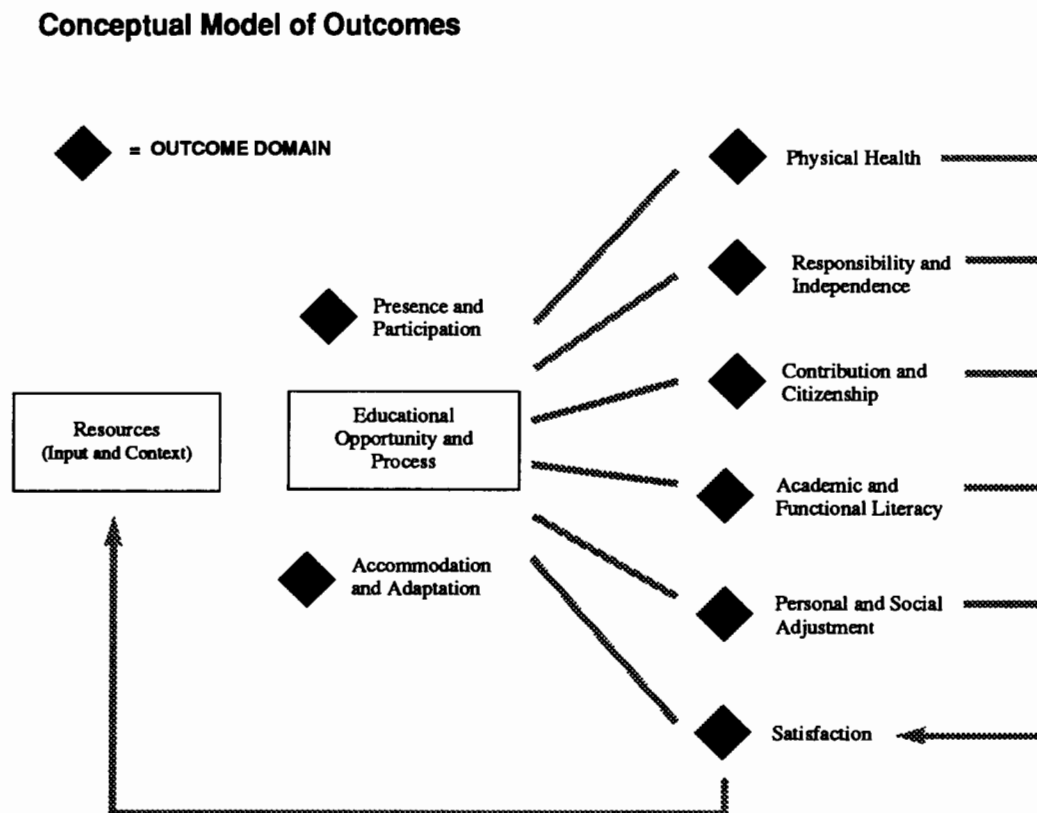 Conceptual Model of Outcomes
= OUTCOME DOMAIN
Physical Health
Responsibility and
Independence
Presence and
Participation
Contribution and
Citizenship
Resources
(Input and Context)
Educational
Opportunity and
Process
Academic and
Functional Literacy
Accommodation
and Adaptation
Personal and Social
Adjustment
Satisfaction